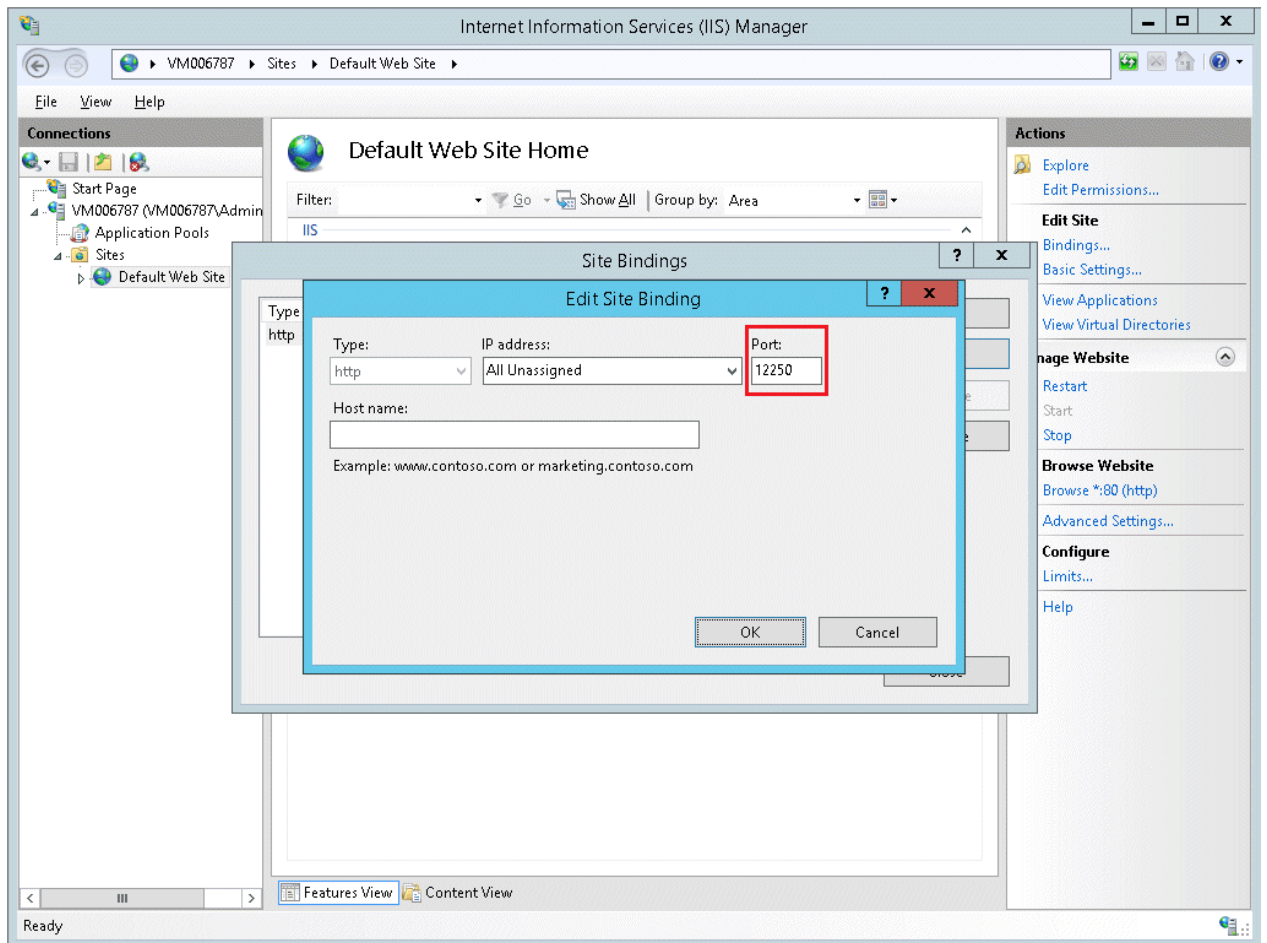 Internet Information Services (IIS) Manager
VM006787 Sites Default Web Site
File View Help
Connections
Start Page
VM006787 (VM006787\Admin
Application Pools
Sites
Default Web Site
Default Web Site Home
Filter: Go Show All Group by: Area
IIS
Site Bindings
Type
http
Edit Site Binding
Type: IP address: Port:
http All Unassigned 12250
Host name:
Example: www.contoso.com or marketing.contoso.com
OK Cancel
Features View Content View
Actions
Explore
Edit Permissions...
Edit Site
Bindings...
Basic Settings...
View Applications
View Virtual Directories
nage Website
Restart
Start
Stop
Browse Website
Browse *:80 (http)
Advanced Settings...
Configure
Limits...
Help
Ready